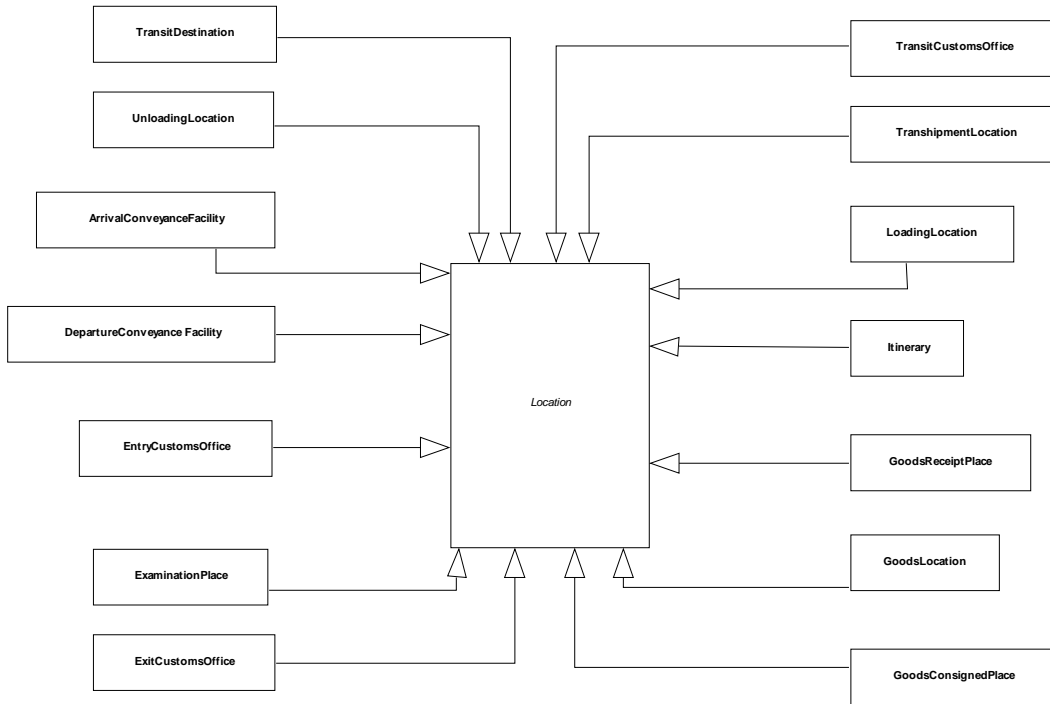 TransitDestination
TransitCustomsOffice
UnloadingLocation
TranshipmentLocation
ArrivalConveyanceFacility
LoadingLocation
DepartureConveyance Facility
Itinerary
Location
EntryCustomsOffice
GoodsReceiptPlace
ExaminationPlace
GoodsLocation
ExitCustomsOffice
GoodsConsignedPlace